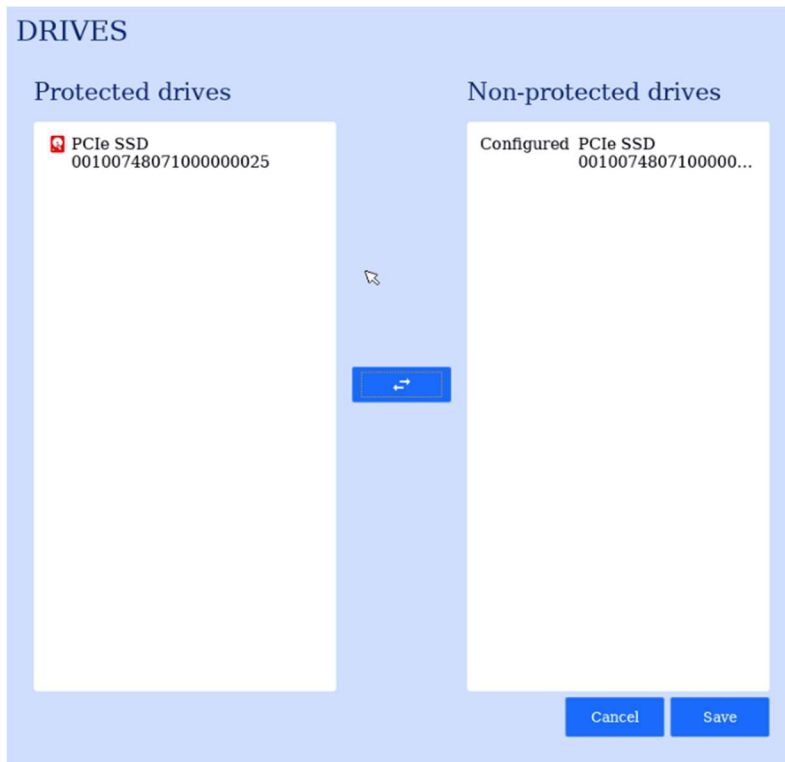 DRIVES
Protected drives
PCIe SSD
00100748071000000025
Non-protected drives
Configured PCIe SSD
0010074807100000...
Cancel
Save